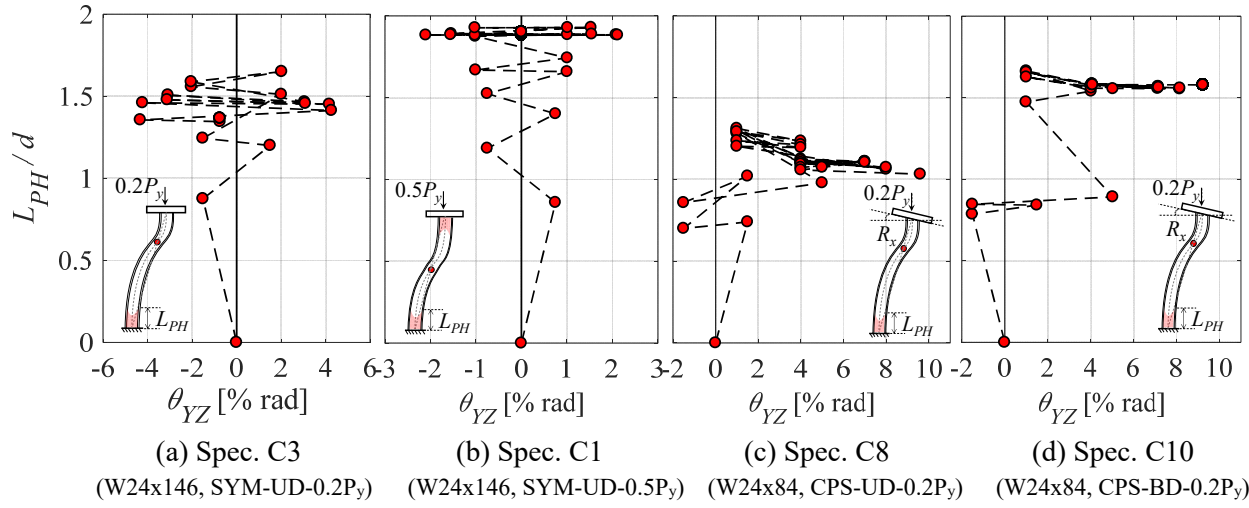 2
1.5
1
0.5
0
L_PH / d
0.2P_y
L_PH
0.5P_y
L_PH
0.2P_y
R_x
L_PH
0.2P_y
R_x
L_PH
-6 -4 -2 0 2 4 6
-3 -2 -1 0 1 2 3
-2 0 2 4 6 8 10
-2 0 2 4 6 8 10
θ_YZ [% rad]
θ_YZ [% rad]
θ_YZ [% rad]
θ_YZ [% rad]
(a) Spec. C3
(W24x146, SYM-UD-0.2P_y)
(b) Spec. C1
(W24x146, SYM-UD-0.5P_y)
(c) Spec. C8
(W24x84, CPS-UD-0.2P_y)
(d) Spec. C10
(W24x84, CPS-BD-0.2P_y)